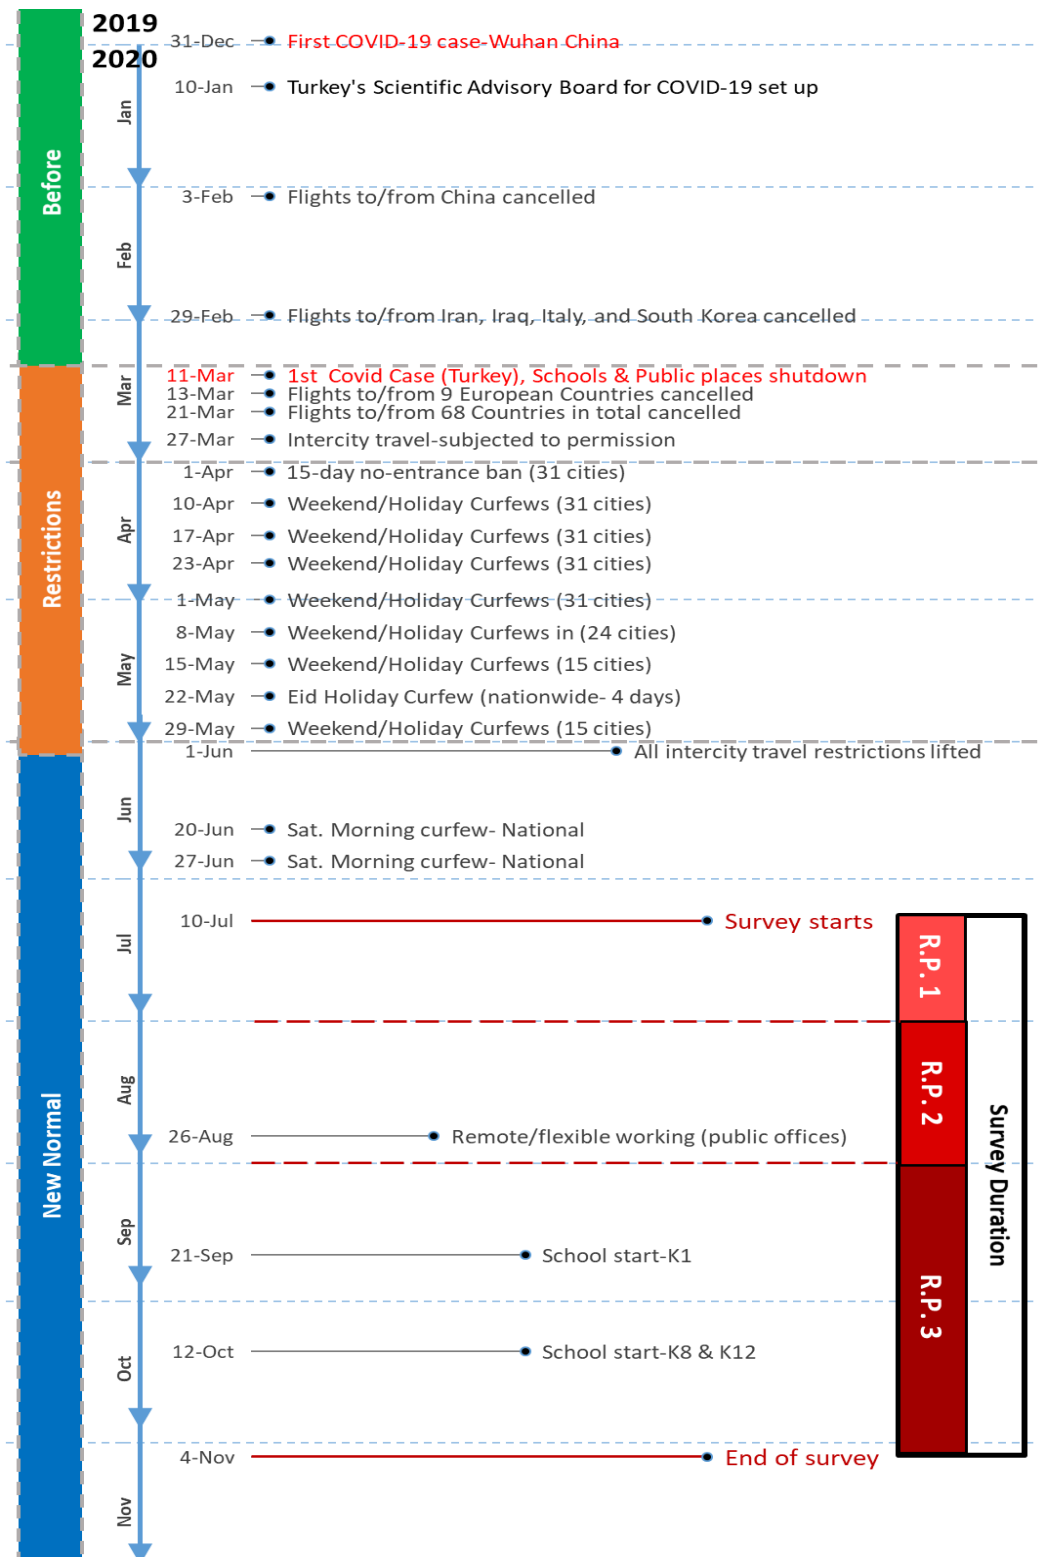 2019
31-Dec First COVID-19 case-Wuhan China
2020
10-Jan Turkey's Scientific Advisory Board for COVID-19 set up
Jan
Before
3-Feb Flights to/from China cancelled
Feb
29-Feb Flights to/from Iran, Iraq, Italy, and South Korea cancelled
11-Mar 1st Covid Case (Turkey), Schools & Public places shutdown
Mar
13-Mar Flights to/from 9 European Countries cancelled
21-Mar Flights to/from 68 Countries in total cancelled
27-Mar Intercity travel-subjected to permission
1-Apr 15-day no-entrance ban (31 cities)
10-Apr Weekend/Holiday Curfews (31 cities)
Apr
17-Apr Weekend/Holiday Curfews (31 cities)
Restrictions
23-Apr Weekend/Holiday Curfews (31 cities)
1-May Weekend/Holiday Curfews (31 cities)
8-May Weekend/Holiday Curfews in (24 cities)
15-May Weekend/Holiday Curfews (15 cities)
May
22-May Eid Holiday Curfew (nationwide- 4 days)
29-May Weekend/Holiday Curfews (15 cities)
1-Jun All intercity travel restrictions lifted
Jun
20-Jun Sat. Morning curfew- National
27-Jun Sat. Morning curfew- National
10-Jul Survey starts
Jul
R.P. 1
Aug
R.P. 2
26-Aug Remote/flexible working (public offices)
New Normal
Survey Duration
Sep
21-Sep School start-K1
R.P. 3
12-Oct School start-K8 & K12
Oct
4-Nov End of survey
Nov